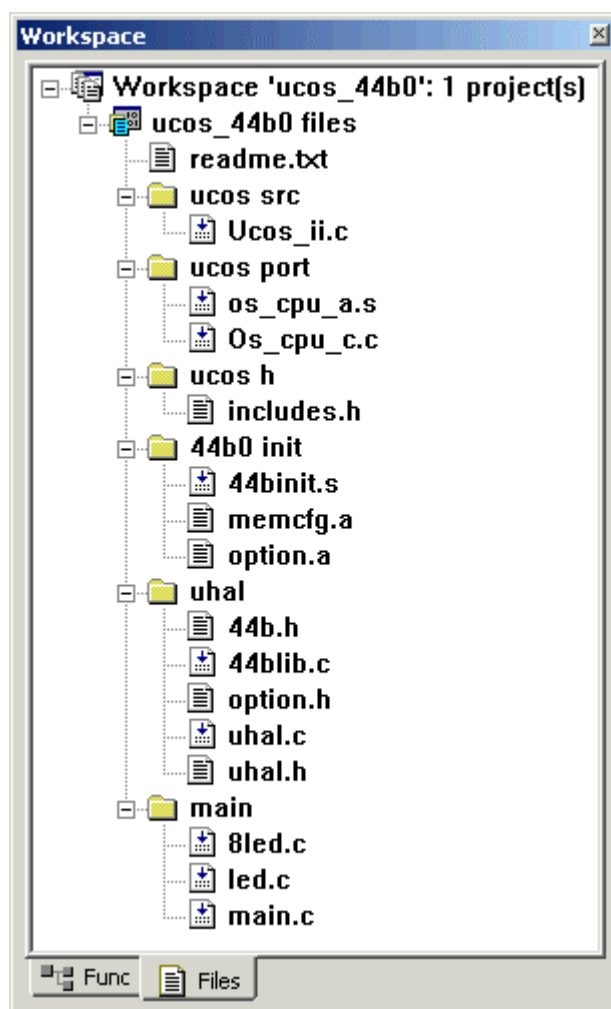 Workspace
Workspace 'ucos_44b0': 1 project(s)
ucos_44b0 files
readme.txt
ucos src
Ucos_ii.c
ucos port
os_cpu_a.s
Os_cpu_c.c
ucos h
includes.h
44b0 init
44binit.s
memcfg.a
option.a
uhal
44b.h
44blib.c
option.h
uhal.c
uhal.h
main
8led.c
led.c
main.c
Func Files